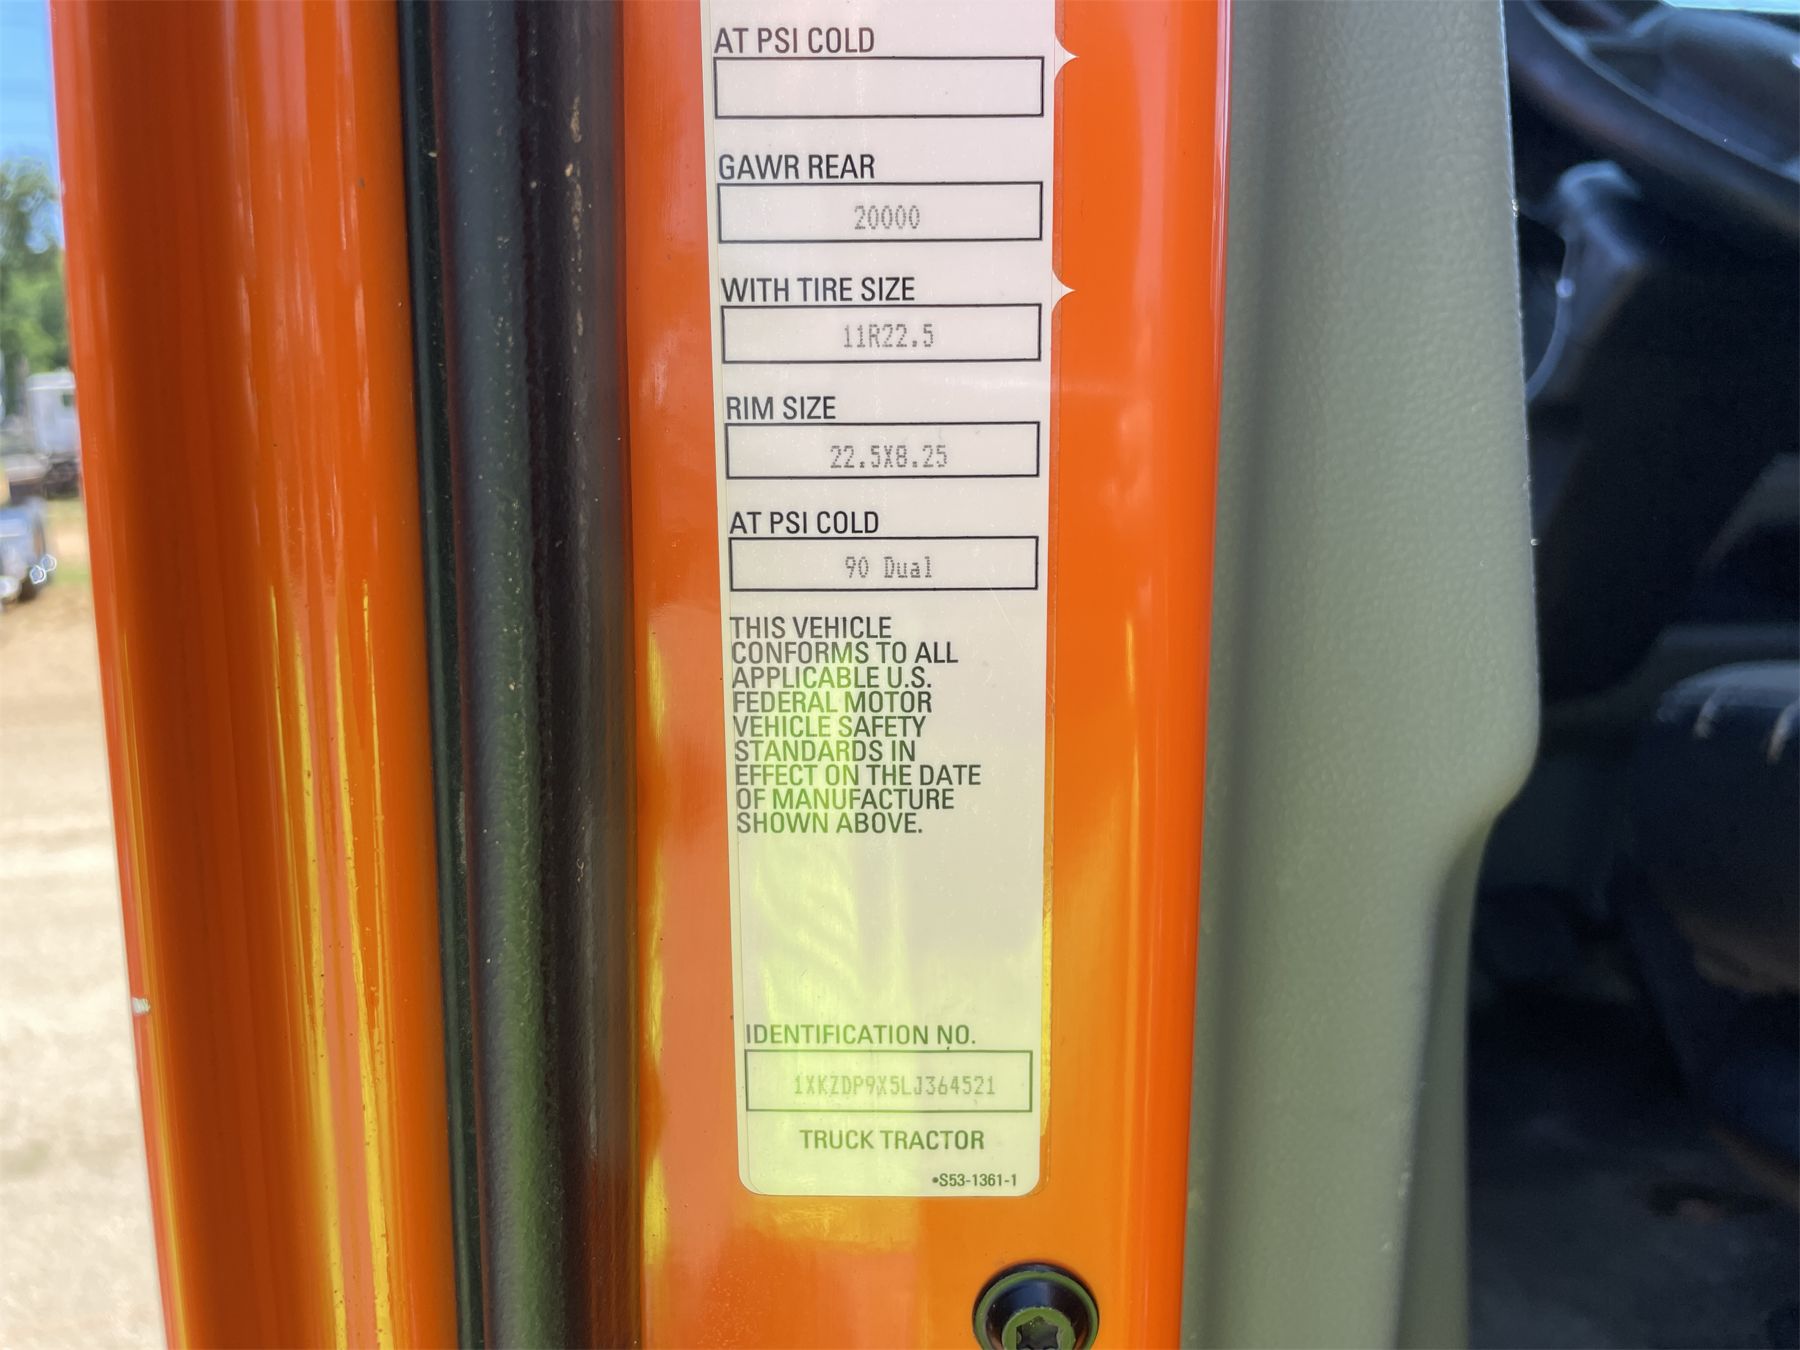 AT PSI COLD
GAWR REAR
20000
WITH TIRE SIZE
11R22.5
RIM SIZE
22.5X8.25
AT PSI COLD
90 Dual
THIS VEHICLE
CONFORMS TO ALL
APPLICABLE U.S.
FEDERAL MOTOR
VEHICLE SAFETY
STANDARDS IN
EFFECT ON THE DATE
OF MANUFACTURE
SHOWN ABOVE.
IDENTIFICATION NO.
1XKZDP9X5LJ364521
TRUCK TRACTOR
•S53-1361-1